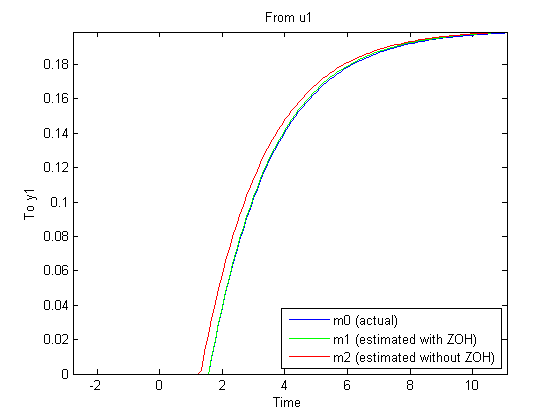 From u1
To y1
0.18
0.16
0.14
0.12
0.1
0.08
0.06
0.04
0.02
0
-2 0 2 4 6 8 10
Time
m0 (actual)
m1 (estimated with ZOH)
m2 (estimated without ZOH)